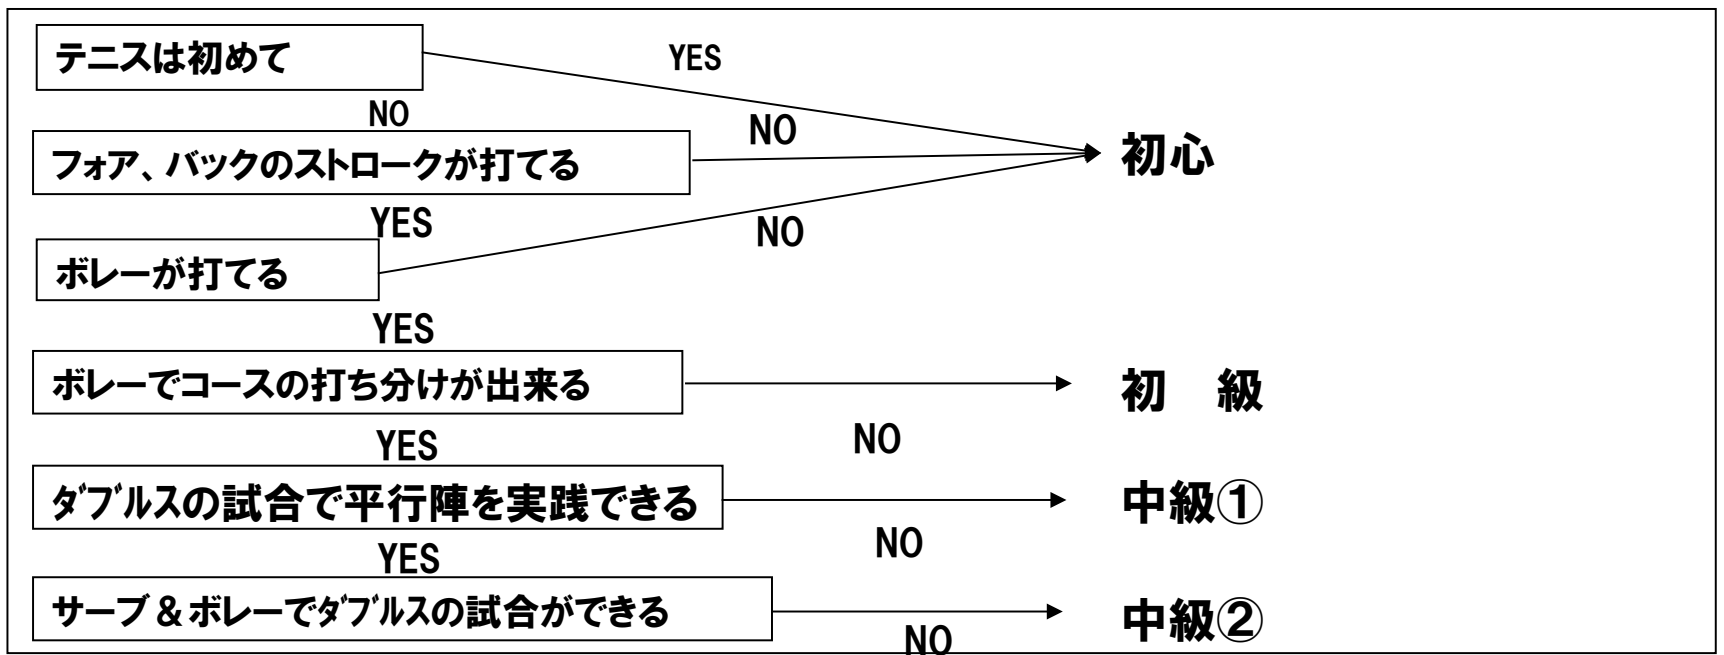 テニスは初めて
YES
NO
フォア、バックのストロークが打てる
NO
初心
YES
ボレーが打てる
NO
YES
ボレーでコースの打ち分けが出来る
初　級
YES
NO
ﾀﾞﾌﾞﾙｽの試合で平行陣を実践できる
中級①
YES
NO
サーブ＆ボレーでﾀﾞﾌﾞﾙｽの試合ができる
中級②
NO